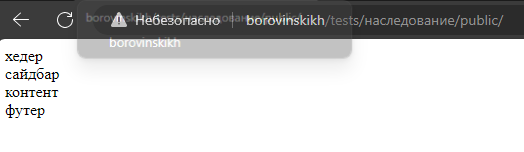 Небезопасно borovinskikh/tests/наследование/public/
borovinskikh
хедер
сайдбар
контент
футер